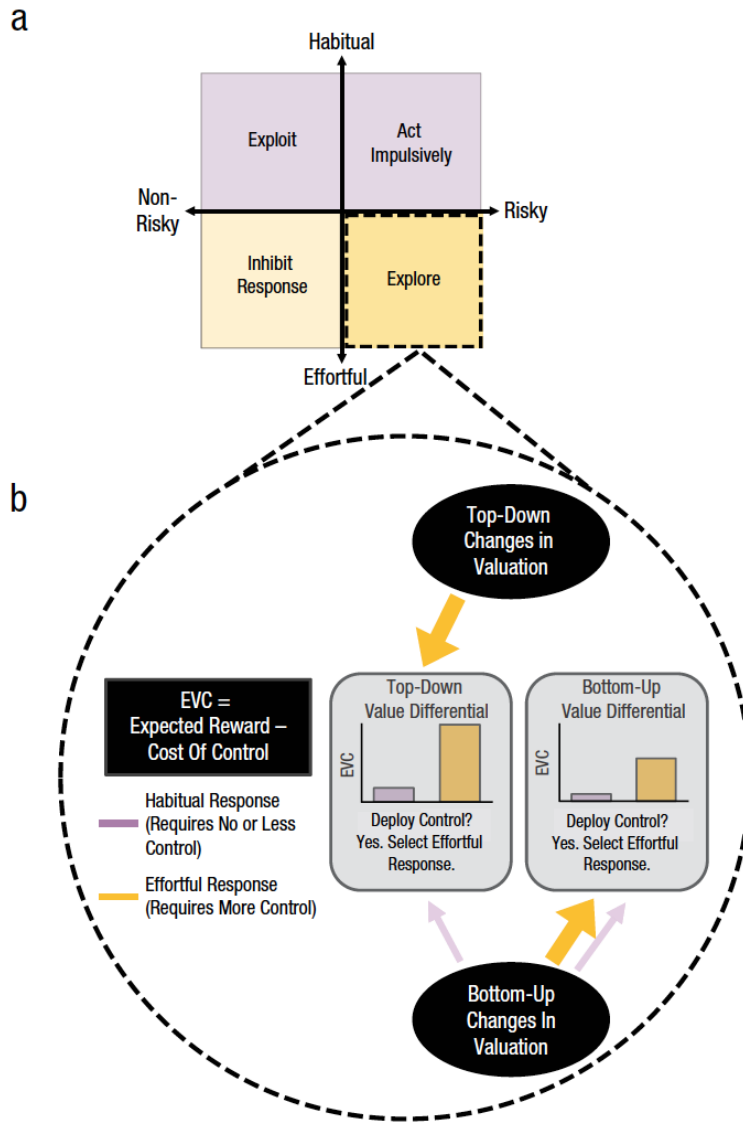 a
Habitual
Exploit
Act
Impulsively
Non-
Risky
Risky
Inhibit
Response
Explore
Effortful
b
Top-Down
Changes in
Valuation
EVC =
Expected Reward –
Cost Of Control
Habitual Response
(Requires No or Less
Control)
Effortful Response
(Requires More Control)
Top-Down
Value Differential
EVC
Deploy Control?
Yes. Select Effortful
Response.
Bottom-Up
Value Differential
EVC
Deploy Control?
Yes. Select Effortful
Response.
Bottom-Up
Changes In
Valuation